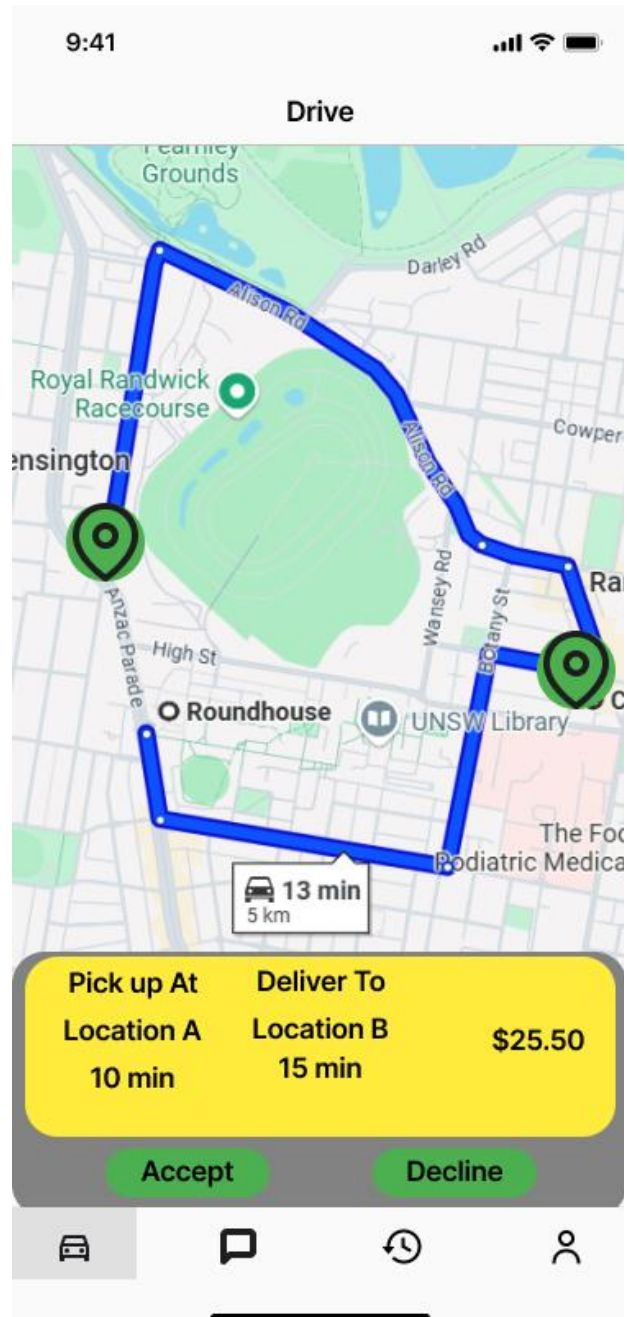 9:41
Drive
Fearnley
Grounds
Darley Rd
Alison Rd
Royal Randwick
Racecourse
Cowper
ensington
Alison Rd
Wansey Rd
Botany St
Ra
Anzac Parade
High St
Roundhouse
UNSW Library
C
The Foo
Podiatric Medica
13 min
5 km
Pick up At
Location A
10 min
Deliver To
Location B
15 min
$25.50
Accept
Decline